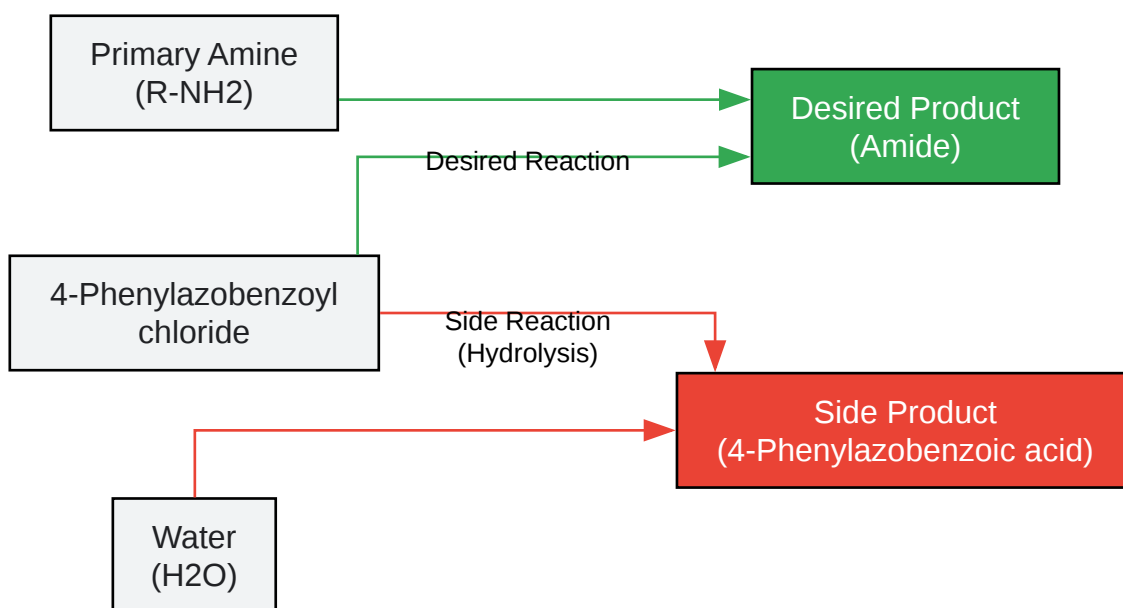 Primary Amine
(R-NH2)
Desired Product
(Amide)
Desired Reaction
4-Phenylazobenzoyl
chloride
Side Reaction
(Hydrolysis)
Side Product
(4-Phenylazobenzoic acid)
Water
(H2O)